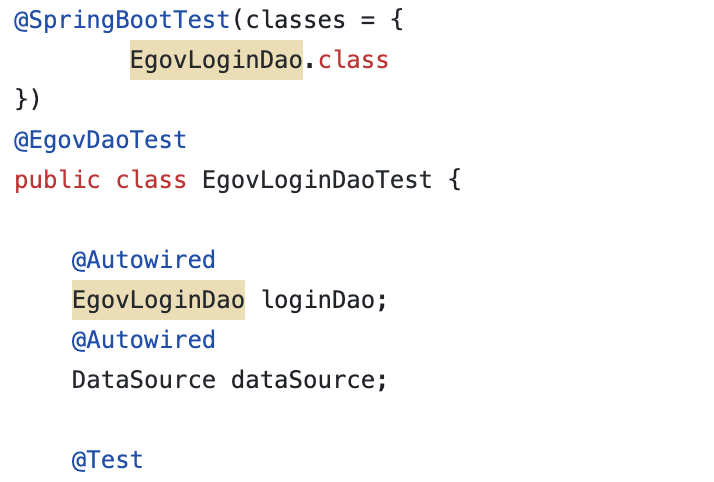 @SpringBootTest(classes = {
        EgovLoginDao.class
})
@EgovDaoTest
public class EgovLoginDaoTest {

    @Autowired
    EgovLoginDao loginDao;
    @Autowired
    DataSource dataSource;

    @Test